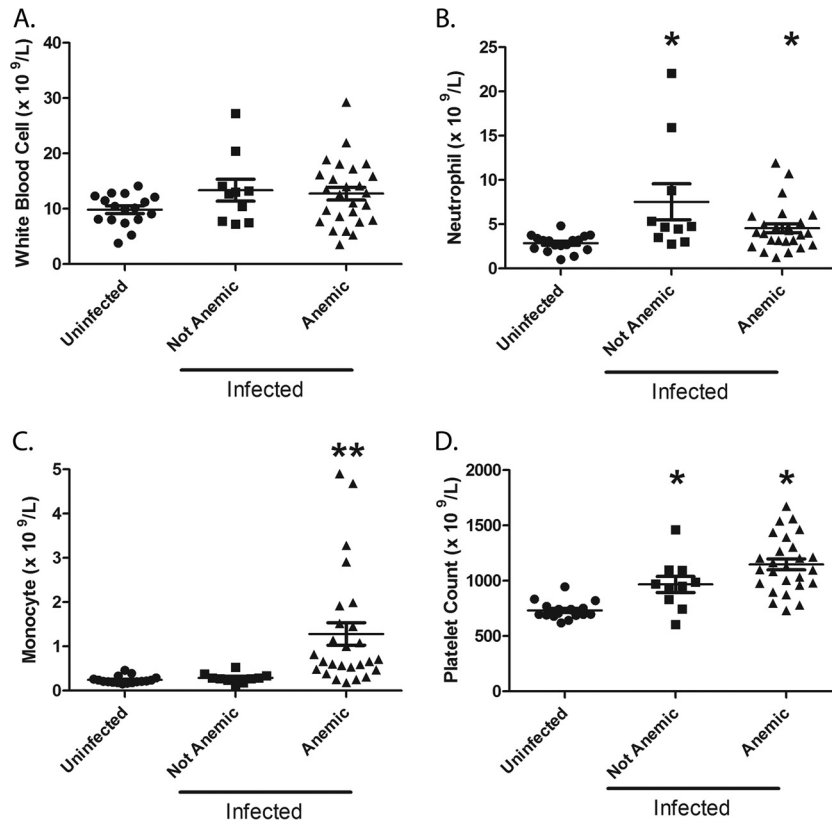 A.
White Blood Cell (x 10 9/L)
40
30
20
10
0
Uninfected
Not Anemic
Anemic
Infected
B.
Neutrophil (x 10 9/L)
25
20
15
10
5
0
*
*
Uninfected
Not Anemic
Anemic
Infected
C.
Monocyte (x 10 9/L)
5
4
3
2
1
0
**
Uninfected
Not Anemic
Anemic
Infected
D.
Platelet Count (x 10 9/L)
2000
1500
1000
500
0
*
*
Uninfected
Not Anemic
Anemic
Infected